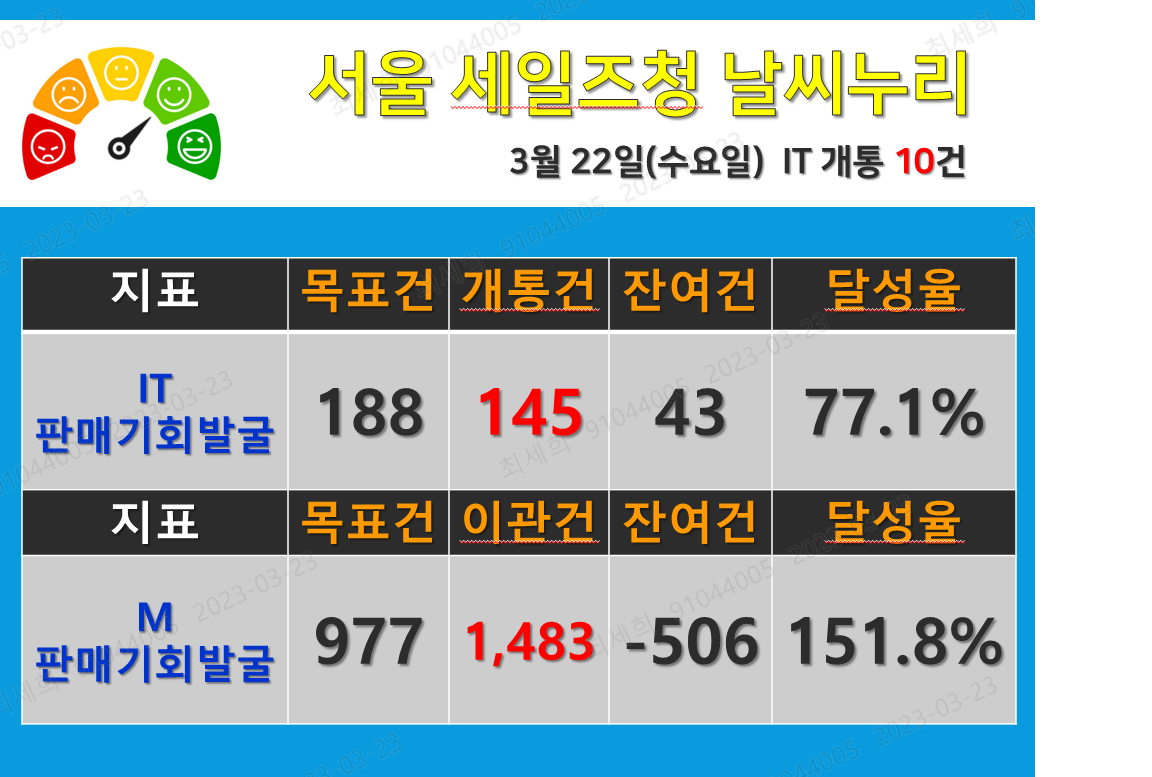 서울 세일즈청 날씨누리
3월 22일(수요일) IT 개통 10건
지표 목표건 개통건 잔여건 달성율
IT
판매기회발굴 188 145 43 77.1%
지표 목표건 이관건 잔여건 달성율
M
판매기회발굴 977 1,483 -506 151.8%
최세희 91044005 2023-03-23